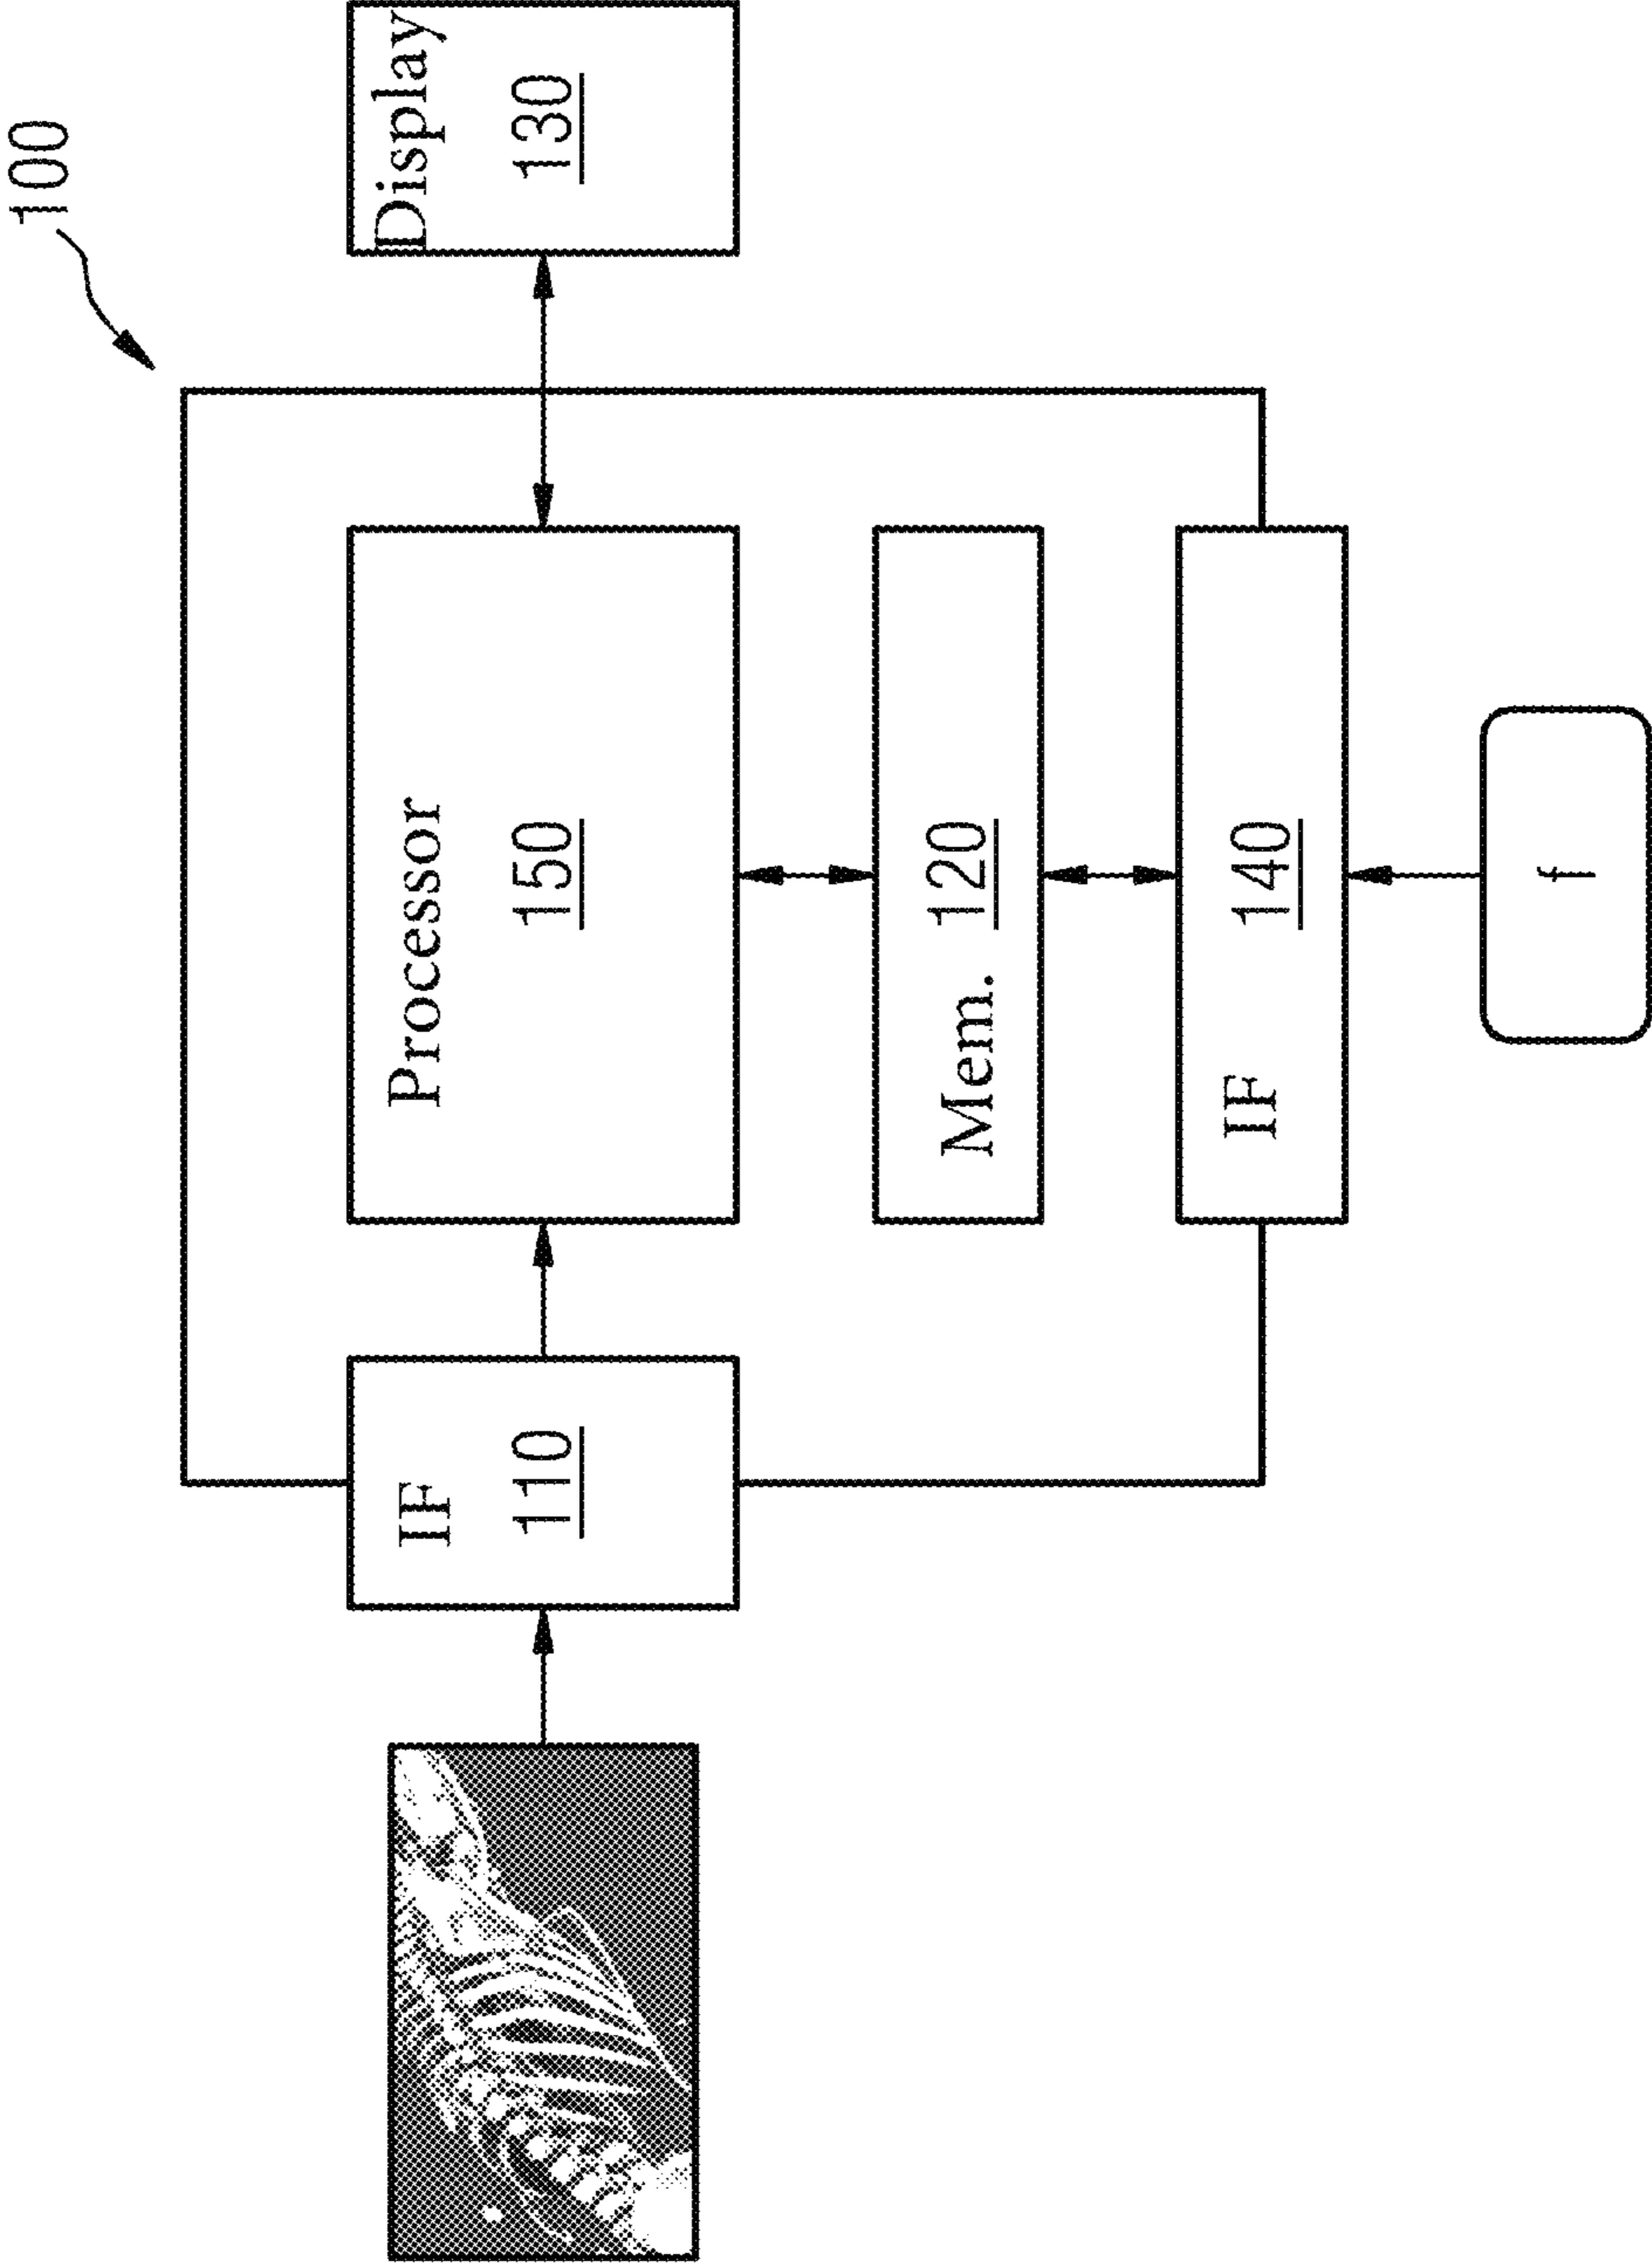 100
IF
110
Processor
150
Display
130
Mem. 120
IF 140
f